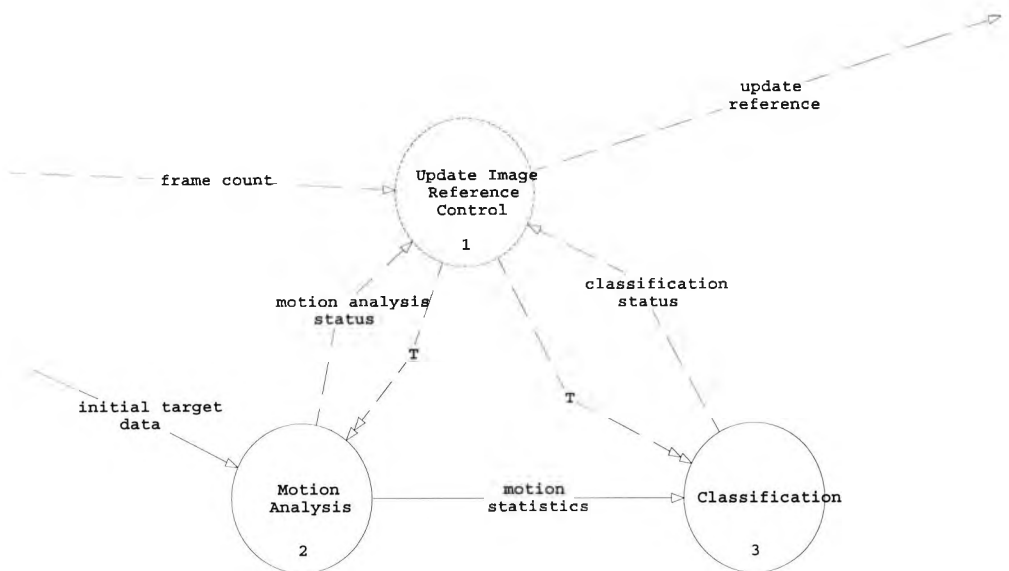 update
reference
frame count
Update Image
Reference
Control
1
motion analysis
status
classification
status
T
T
initial target
data
Motion
Analysis
2
motion
statistics
Classification
3